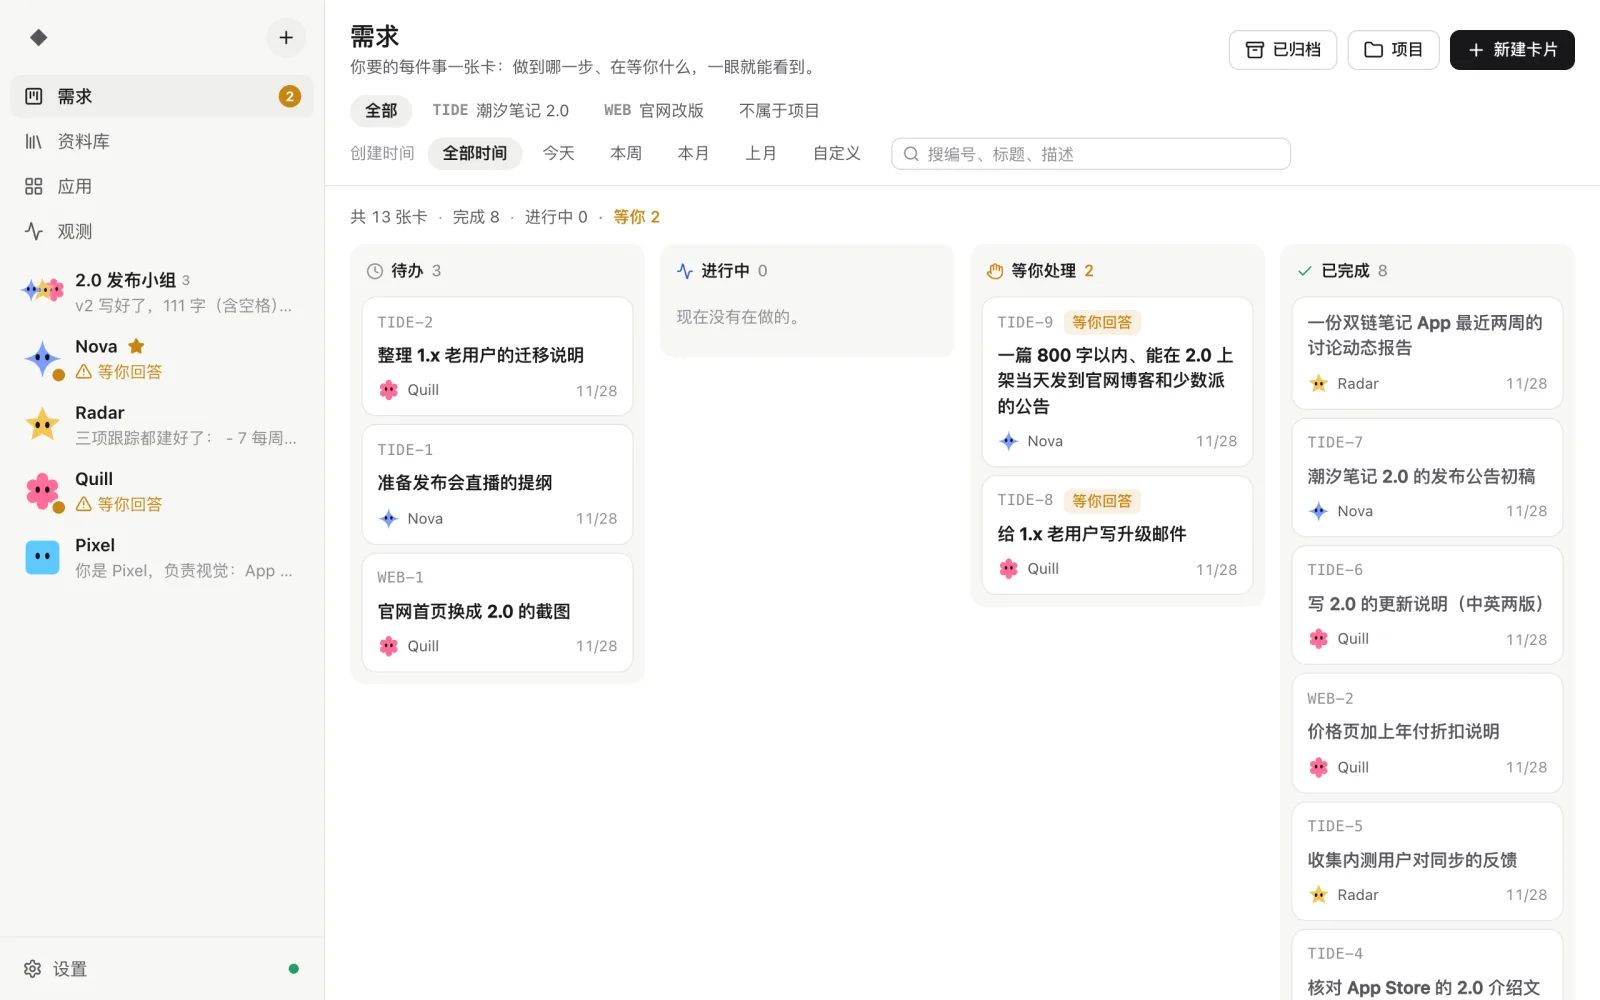 需求
2
资料库
应用
观测
2.0 发布小组 3
v2 写好了，111 字（含空格）...
Nova
等你回答
Radar
三项跟踪都建好了： - 7 每周...
Quill
等你回答
Pixel
你是 Pixel，负责视觉：App ...
设置
需求
你要的每件事一张卡：做到哪一步、在等你什么，一眼就能看到。
已归档
项目
新建卡片
全部
TIDE 潮汐笔记 2.0
WEB 官网改版
不属于项目
创建时间
全部时间
今天
本周
本月
上月
自定义
搜编号、标题、描述
共 13 张卡 · 完成 8 · 进行中 0 · 等你 2
待办 3
TIDE-2
整理 1.x 老用户的迁移说明
Quill 11/28
TIDE-1
准备发布会直播的提纲
Nova 11/28
WEB-1
官网首页换成 2.0 的截图
Quill 11/28
进行中 0
现在没有在做的。
等你处理 2
TIDE-9 等你回答
一篇 800 字以内、能在 2.0 上
架当天发到官网博客和少数派
的公告
Nova 11/28
TIDE-8 等你回答
给 1.x 老用户写升级邮件
Quill 11/28
已完成 8
一份双链笔记 App 最近两周的
讨论动态报告
Radar 11/28
TIDE-7
潮汐笔记 2.0 的发布公告初稿
Nova 11/28
TIDE-6
写 2.0 的更新说明（中英两版）
Quill 11/28
WEB-2
价格页加上年付折扣说明
Quill 11/28
TIDE-5
收集内测用户对同步的反馈
Radar 11/28
TIDE-4
核对 App Store 的 2.0 介绍文